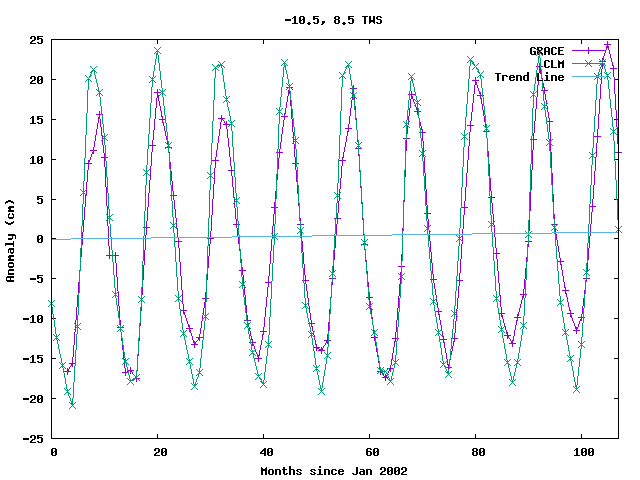 -10.5, 8.5 TWS
GRACE
CLM
Trend Line
25
20
15
10
5
0
-5
-10
-15
-20
-25
Anomaly (cm)
0 20 40 60 80 100
Months since Jan 2002